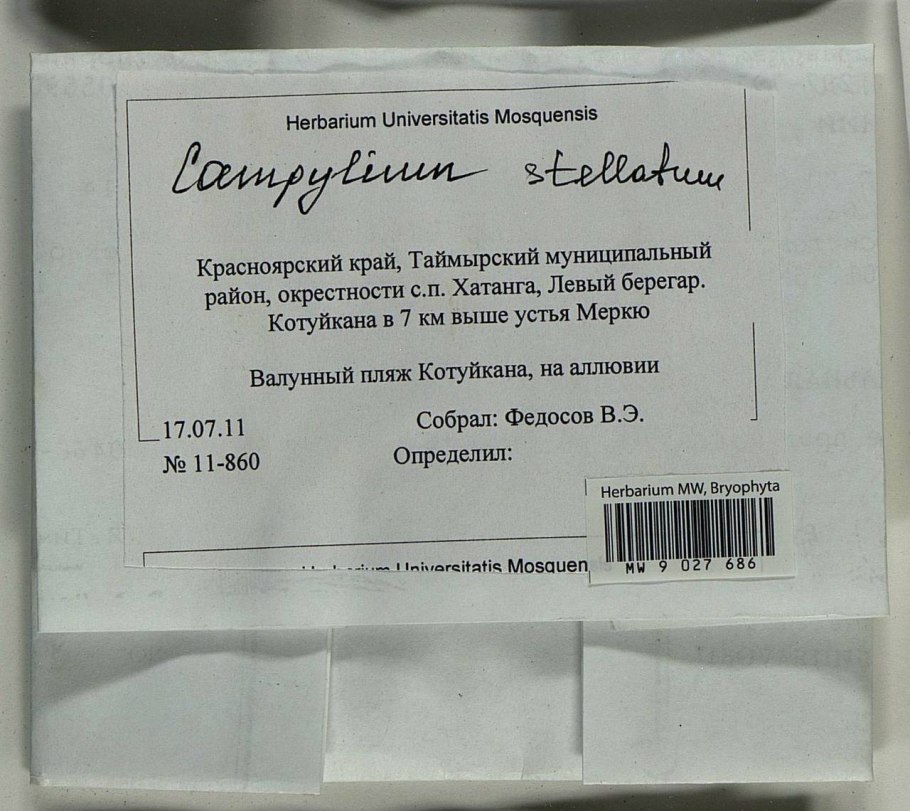 Herbarium Universitatis Mosquensis
Campylium stellatum
Красноярский край, Таймырский муниципальный
район, окрестности с.п. Хатанга, Левый берегар.
Котуйкана в 7 км выше устья Меркю
Валунный пляж Котуйкана, на аллювии
17.07.11
Собрал: Федосов В.Э.
№ 11-860
Определил:
Herbarium MW, Bryophyta
MW 9 027 686
Herbarium Universitatis Mosquen